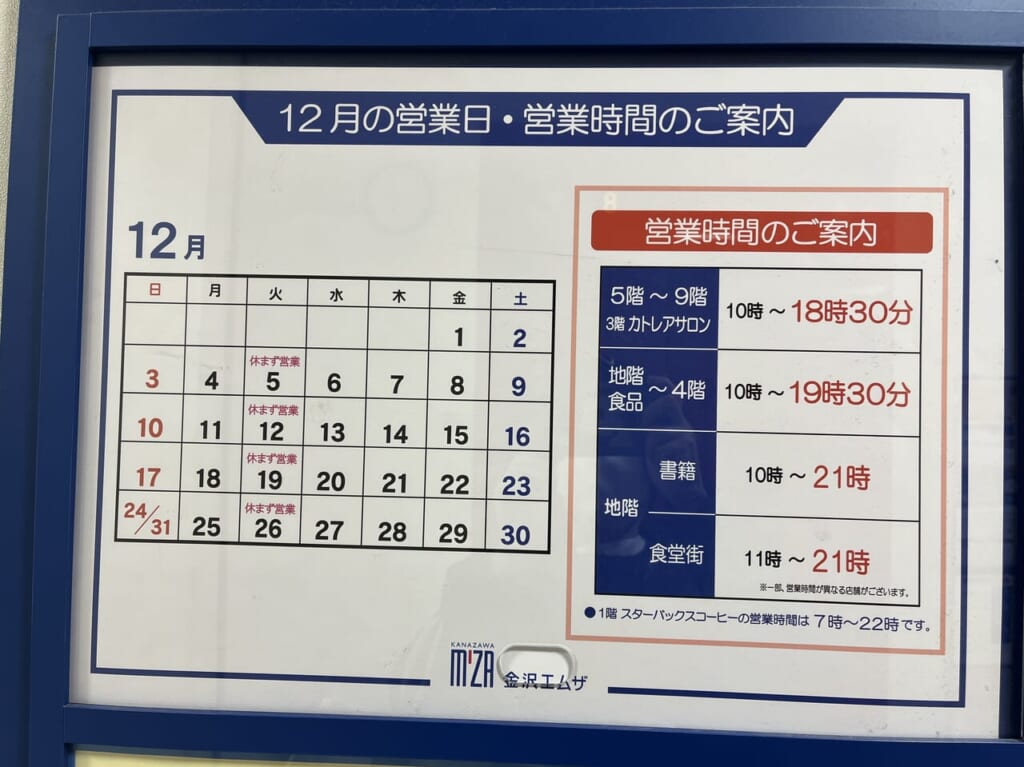 12月の営業日・営業時間のご案内
12月
日 月 火 水 木 金 土
1 2
休まず営業
3 4 5 6 7 8 9
休まず営業
10 11 12 13 14 15 16
休まず営業
17 18 19 20 21 22 23
休まず営業
24/31 25 26 27 28 29 30
営業時間のご案内
5階～9階
3階 カトレアサロン
10時～18時30分
地階
食品
～4階
10時～19時30分
地階
書籍
10時～21時
食堂街
11時～21時
※一部、営業時間が異なる店舗がございます。
●1階 スターバックスコーヒーの営業時間は 7時～22時です。
KANAZAWA
M'ZA 金沢エムザ